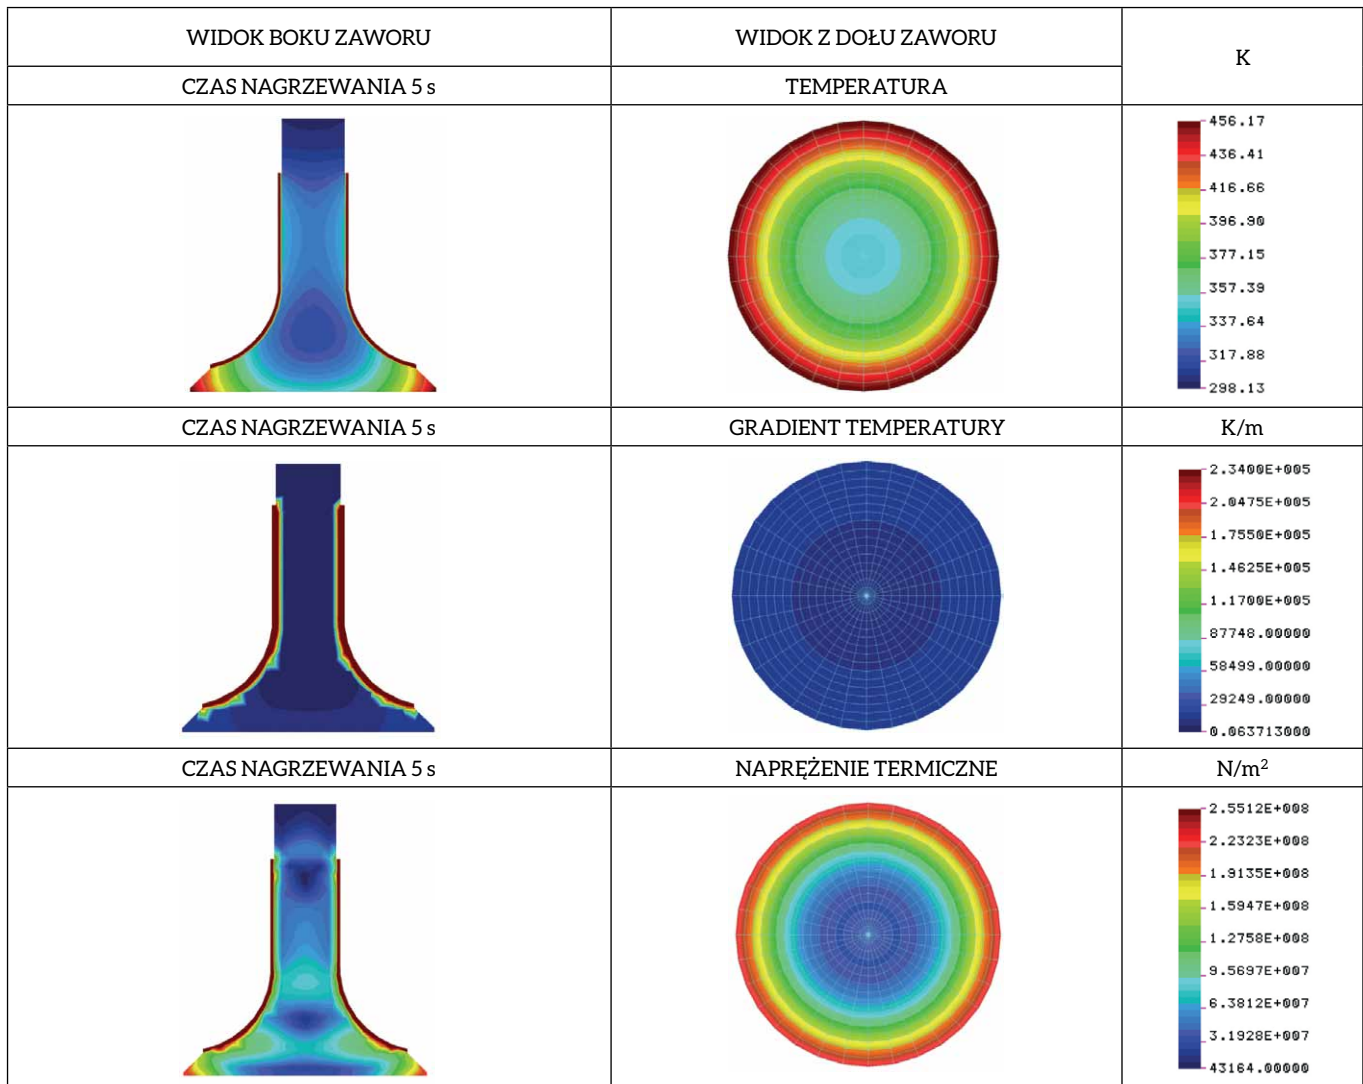 WIDOK BOKU ZAWORU
WIDOK Z DOŁU ZAWORU
K
CZAS NAGRZEWANIA 5 s
TEMPERATURA
456.17
436.41
416.66
396.90
377.15
357.39
337.64
317.88
298.13
CZAS NAGRZEWANIA 5 s
GRADIENT TEMPERATURY
K/m
2.3400E+005
2.0475E+005
1.7550E+005
1.4625E+005
1.1700E+005
87748.00000
58499.00000
29249.00000
0.063713000
CZAS NAGRZEWANIA 5 s
NAPRĘŻENIE TERMICZNE
N/m²
2.5512E+008
2.2323E+008
1.9135E+008
1.5947E+008
1.2758E+008
9.5697E+007
6.3812E+007
3.1928E+007
43164.00000